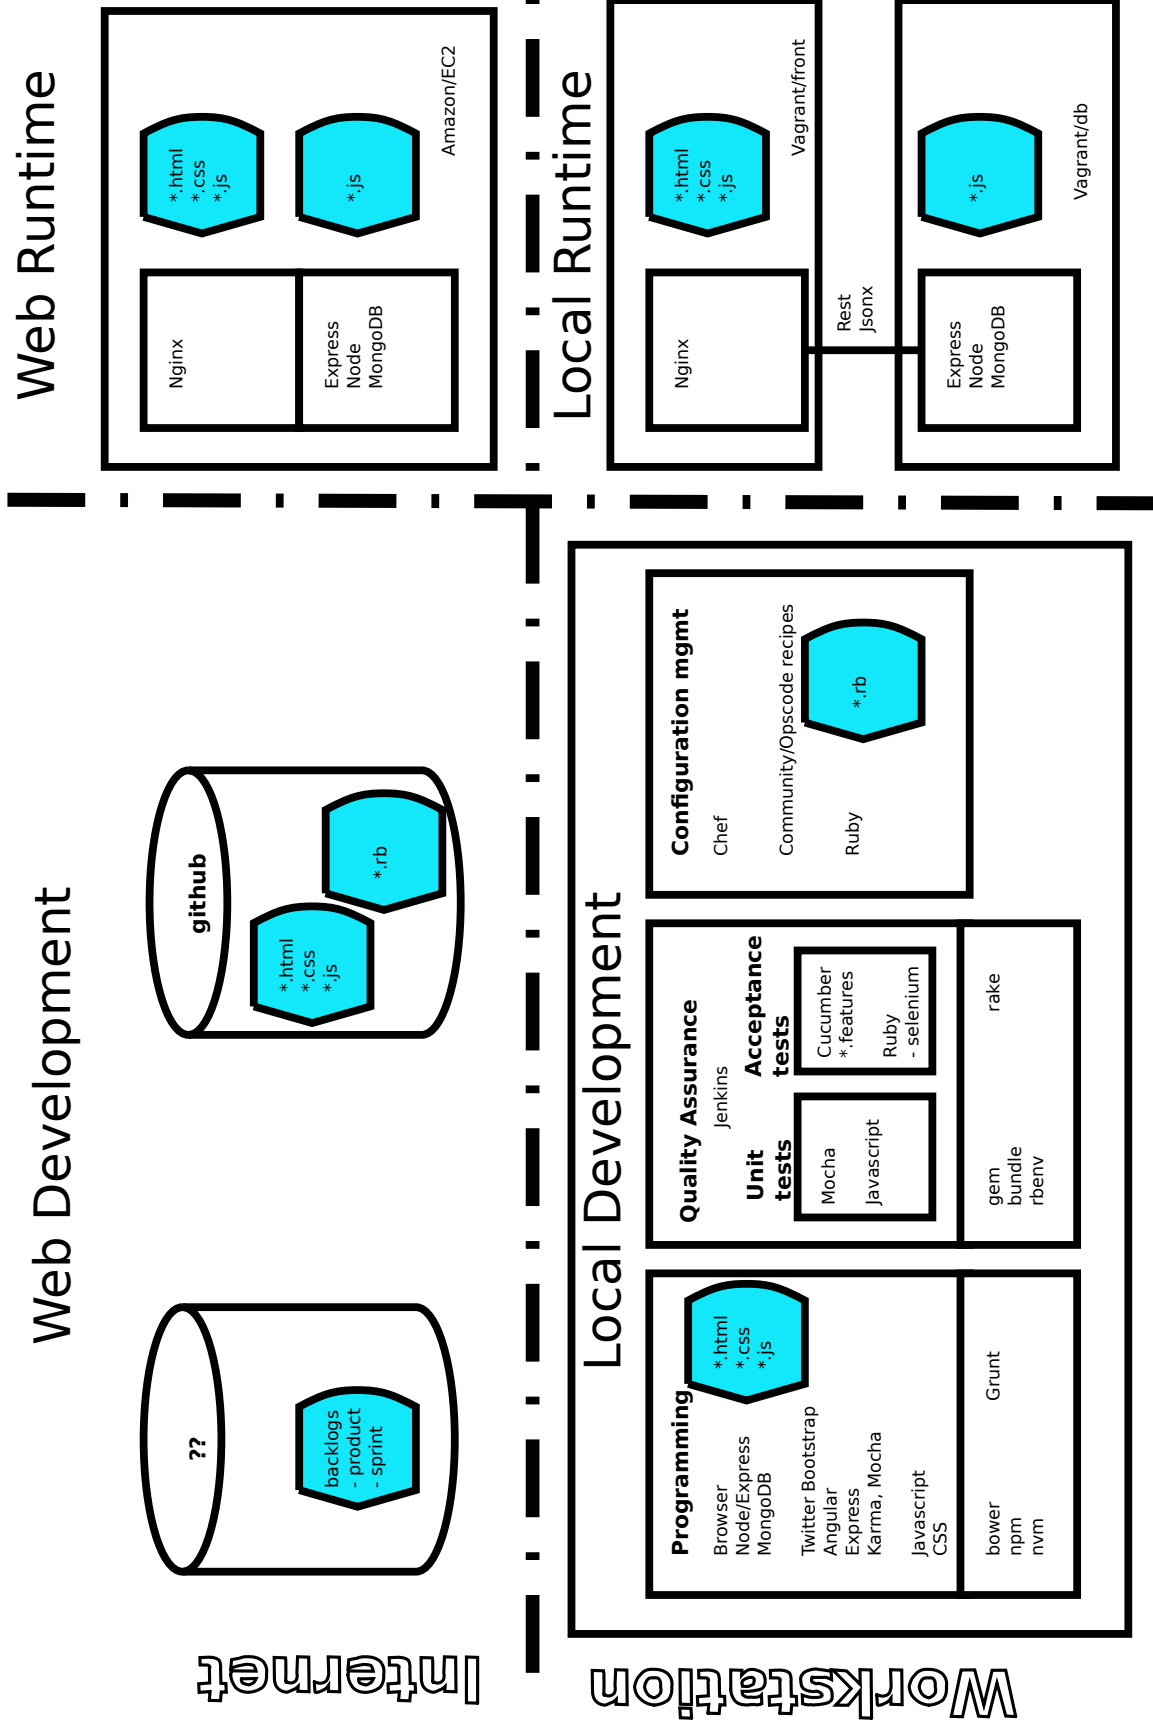 Internet
Web Development
??
backlogs
- product
- sprint
github
*.html
*.css
*.js
*.rb
Web Runtime
Nginx
Express
Node
MongoDB
*.html
*.css
*.js
*.js
Amazon/EC2
Workstation
Local Development
Programming
Browser
Node/Express
MongoDB
Twitter Bootstrap
Angular
Express
Karma, Mocha
Javascript
CSS
*.html
*.css
*.js
bower
npm
nvm
Grunt
Quality Assurance
Jenkins
Unit
tests
Mocha
Javascript
Acceptance
tests
Cucumber
*.features
Ruby
- selenium
gem
bundle
rbenv
rake
Configuration mgmt
Chef
Community/Opscode recipes
Ruby
*.rb
Local Runtime
Nginx
*.html
*.css
*.js
Vagrant/front
Rest
Jsonx
Express
Node
MongoDB
*.js
Vagrant/db